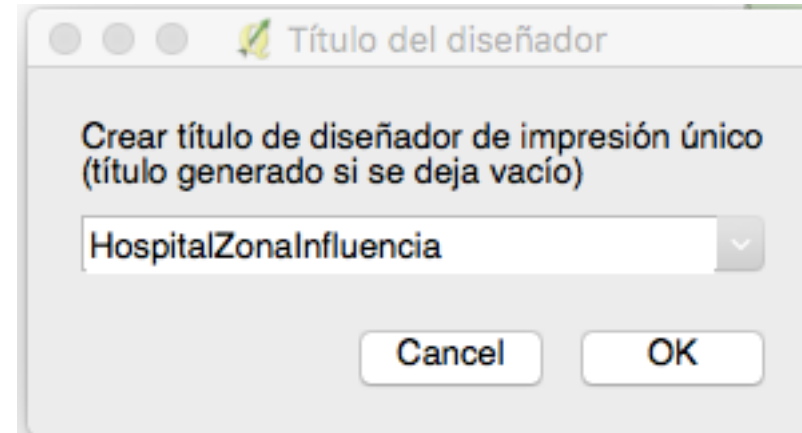 Título del diseñador
Crear título de diseñador de impresión único
(título generado si se deja vacío)
HospitalZonaInfluencia
Cancel
OK